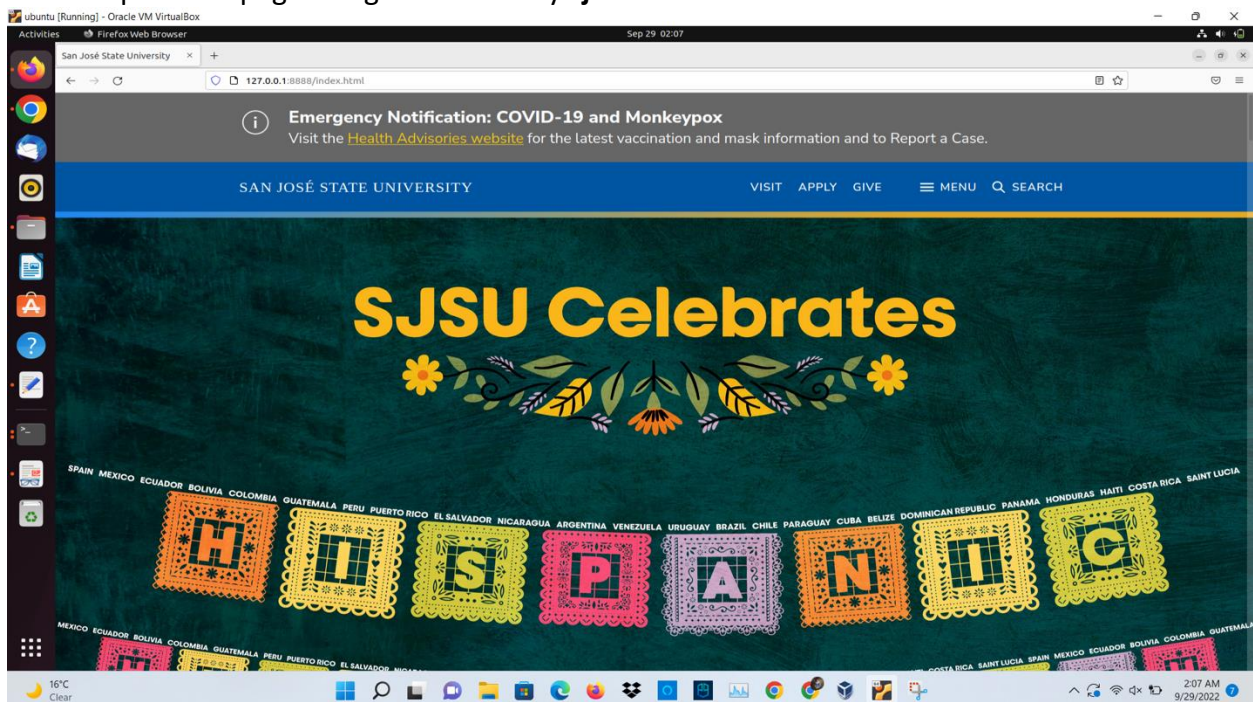 ubuntu [Running] - Oracle VM VirtualBox
Activities Firefox Web Browser Sep 29 02:07
San José State University × +
127.0.0.1:8888/index.html
Emergency Notification: COVID-19 and Monkeypox
Visit the Health Advisories website for the latest vaccination and mask information and to Report a Case.
SAN JOSÉ STATE UNIVERSITY VISIT APPLY GIVE MENU SEARCH
SJSU Celebrates
SPAIN MEXICO ECUADOR BOLIVIA COLOMBIA GUATEMALA PERU PUERTO RICO EL SALVADOR NICARAGUA ARGENTINA VENEZUELA URUGUAY BRAZIL CHILE PARAGUAY CUBA BELIZE DOMINICAN REPUBLIC PANAMA HONDURAS HAITI COSTA RICA SAINT LUCIA
HISPANIC
MEXICO ECUADOR BOLIVIA COLOMBIA GUATEMALA PERU PUERTO RICO EL SALVADOR COSTA RICA SAINT LUCIA SPAIN MEXICO ECUADOR BOLIVIA COLOMBIA GUATEMALA
16°C
Clear
2:07 AM
9/29/2022